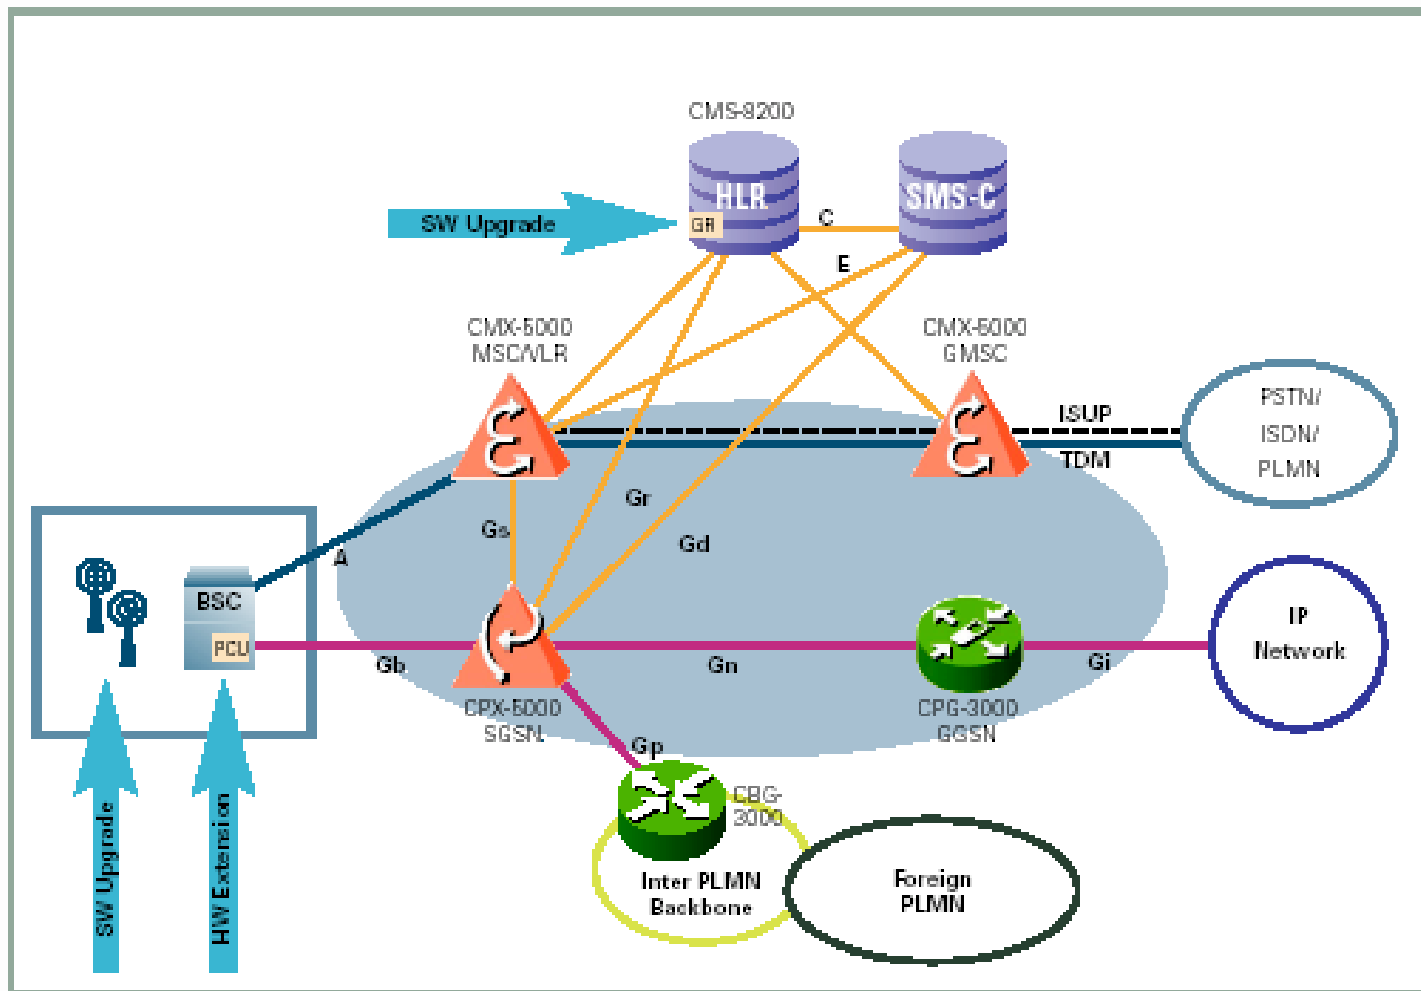 CMS-8200
HLR
SMS-C
SW Upgrade
GR
C
E
CMX-5000
MSC/VLR
CMX-5000
GMSC
ISUP
TDM
PSTN/
ISDN/
PLMN
Gr
Gs
Gd
A
BSC
PCU
Gb
Gn
Gi
IP
Network
CPX-5000
SGSN.
CPG-3000
GGSN
Gp
CBG-
3000
Inter PLMN
Backbone
Foreign
PLMN
SW Upgrade
HW Extension